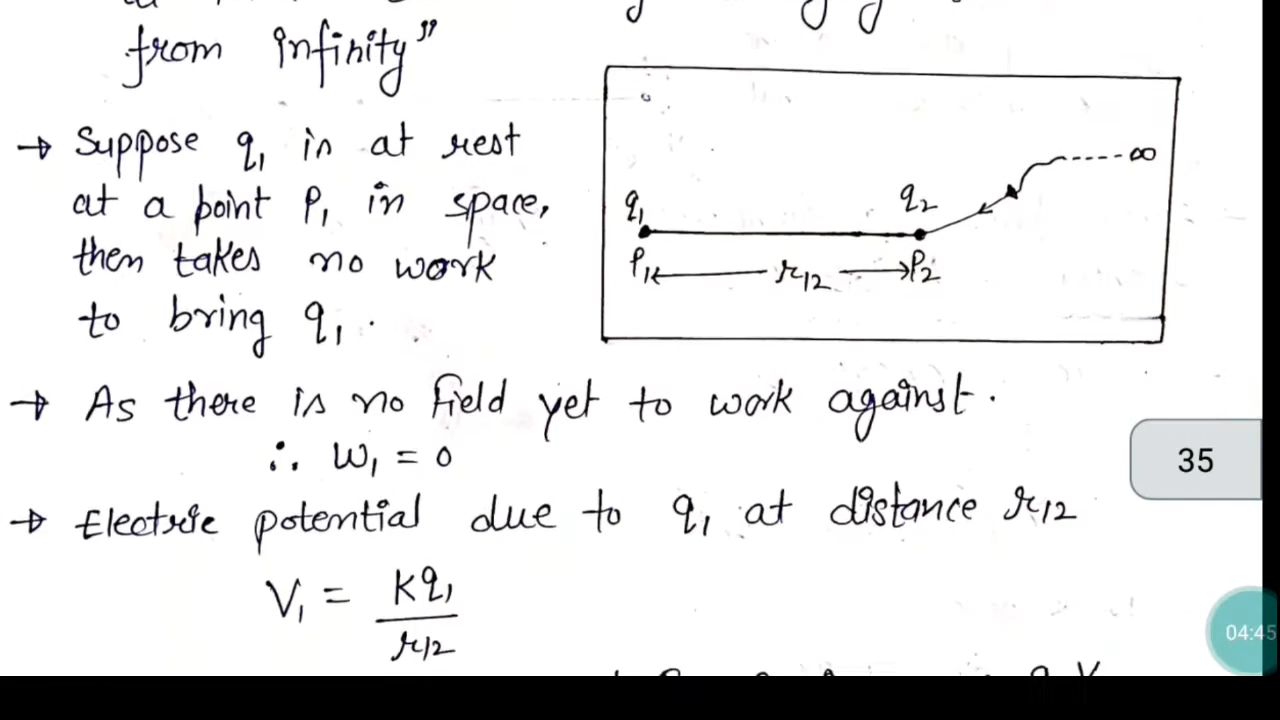 from infinity”
→ Suppose q₁ is at rest
at a point P₁ in space,
then takes no work
to bring q₁.
q₁
q₂
∞
P₁
r₁₂
P₂
→ As there is no field yet to work against.
∴ W₁ = 0
35
→ Electric potential due to q₁ at distance r₁₂
V₁ = Kq₁
r₁₂
04:45